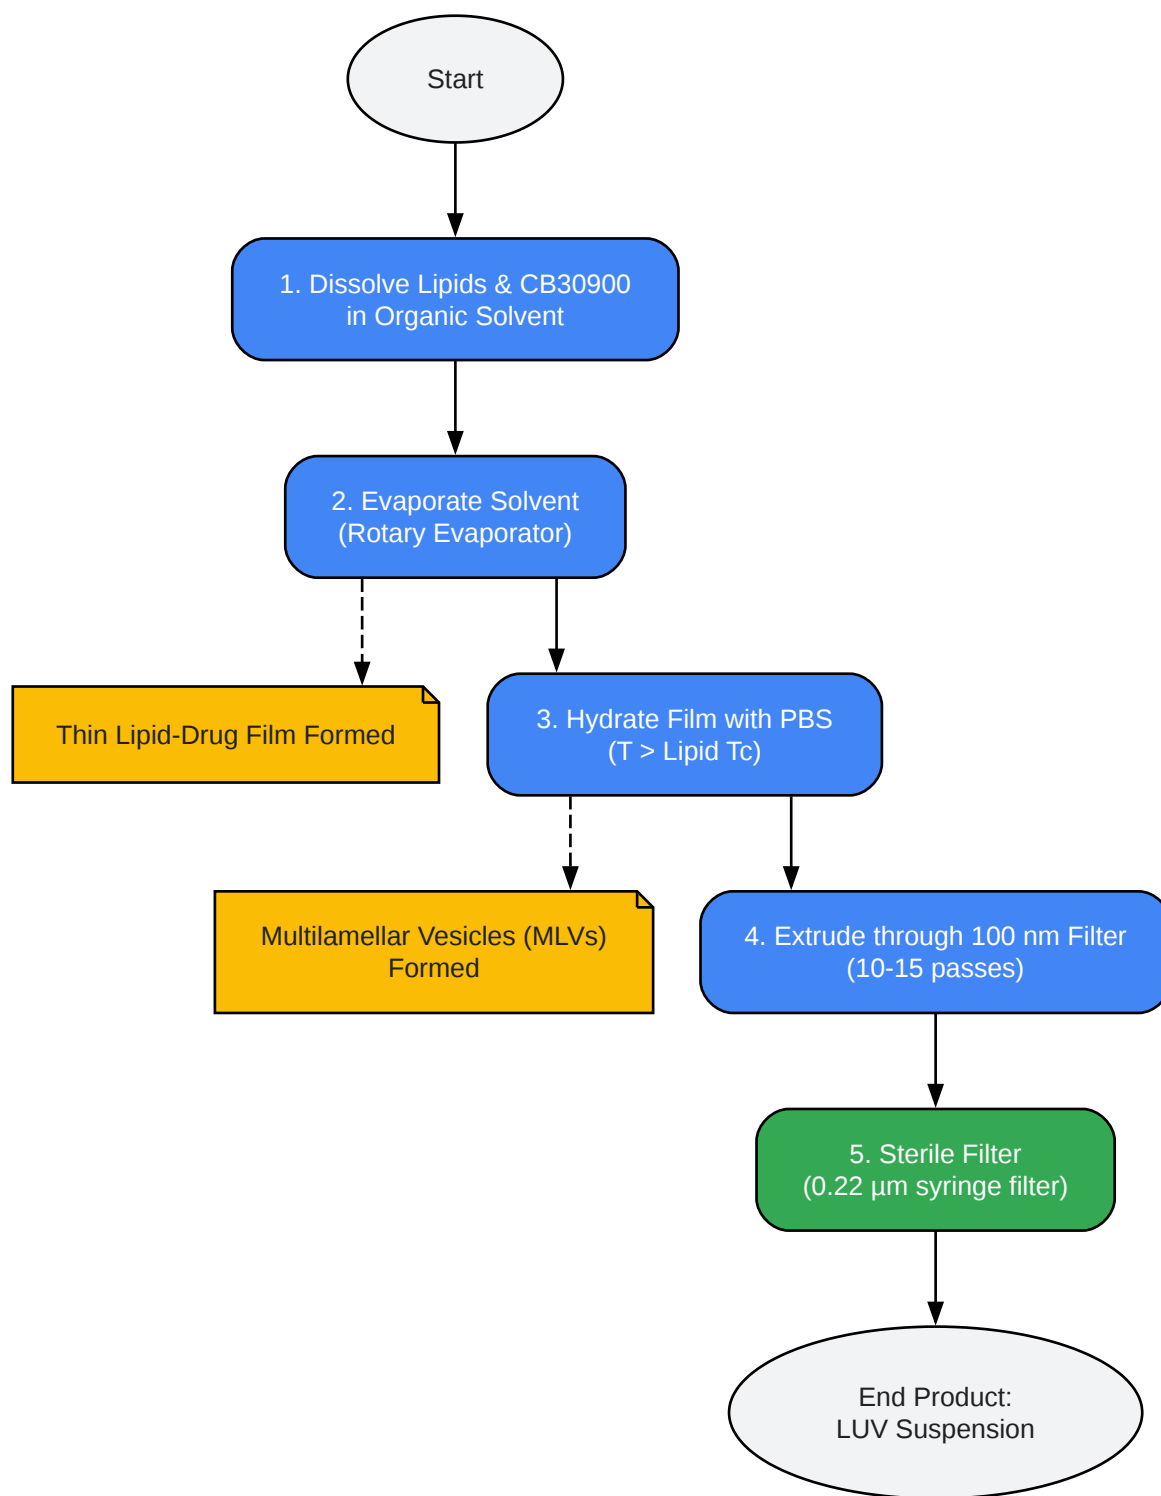 Start
1. Dissolve Lipids & CB30900
in Organic Solvent
2. Evaporate Solvent
(Rotary Evaporator)
Thin Lipid-Drug Film Formed
3. Hydrate Film with PBS
(T > Lipid Tc)
Multilamellar Vesicles (MLVs)
Formed
4. Extrude through 100 nm Filter
(10-15 passes)
5. Sterile Filter
(0.22 µm syringe filter)
End Product:
LUV Suspension